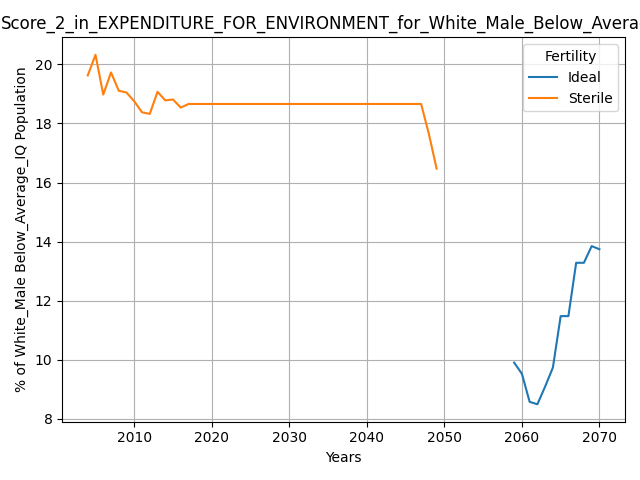 Score_2_in_EXPENDITURE_FOR_ENVIRONMENT_for_White_Male_Below_Avera
Fertility
Ideal
Sterile
% of White_Male Below_Average_IQ Population
20
18
16
14
12
10
8
2010 2020 2030 2040 2050 2060 2070
Years